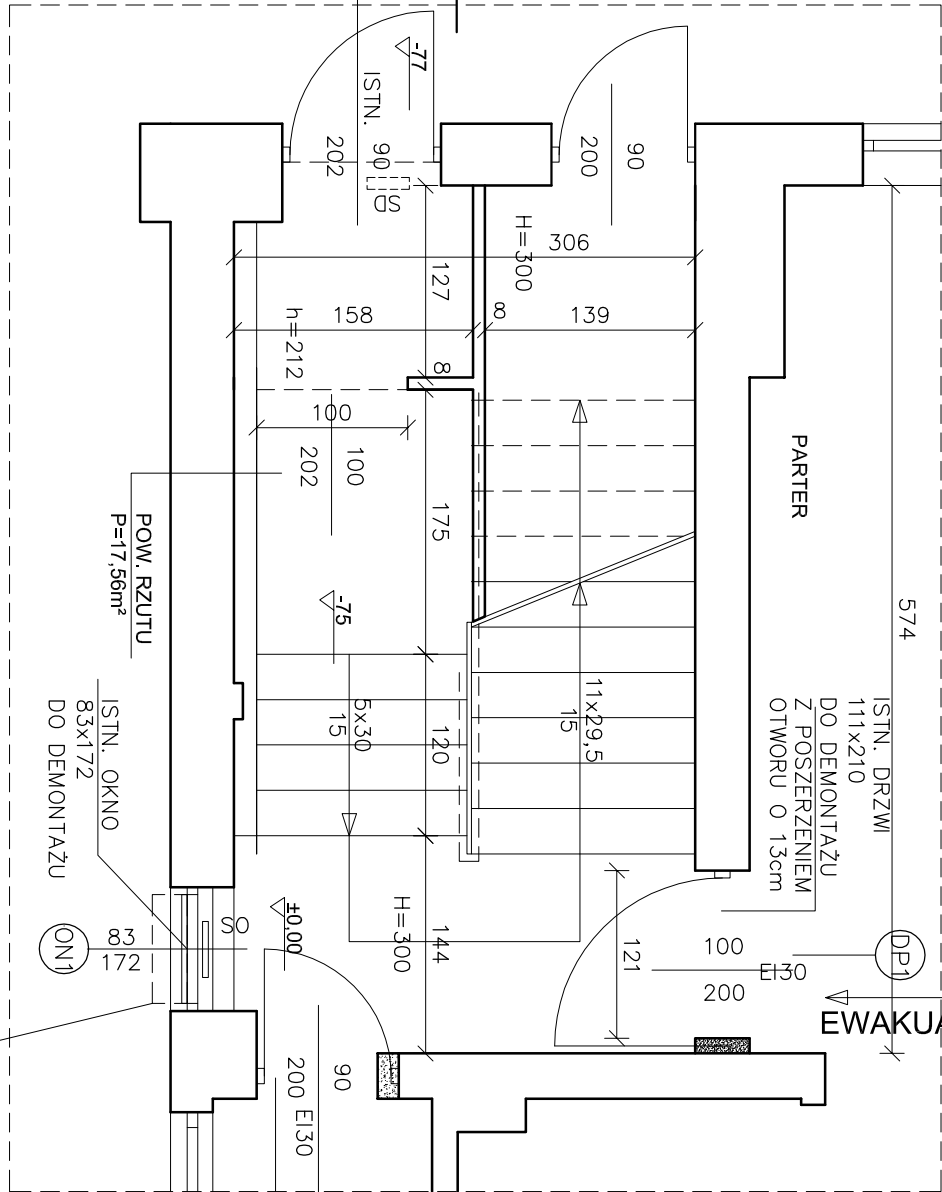 -77
ISTN.
90
202
SD
90
200
H=300
306
127
158
8
139
h=212
8
100
100
202
PARTER
175
POW. RZUTU
P=17,56m²
-75
574
11x29,5
15
5x30
15
120
ISTN. DRZWI
111x210
DO DEMONTAŻU
Z POSZERZENIEM
OTWORU O 13cm
ISTN. OKNO
83x172
DO DEMONTAŻU
±0,00
SO
H=300
144
121
ON1
83
172
100
200
EI30
DP1
90
200 EI30